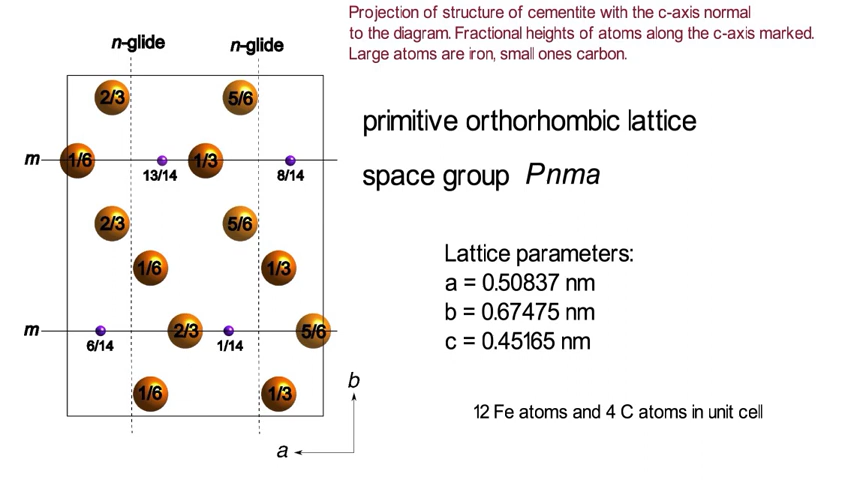 Projection of structure of cementite with the c-axis normal
to the diagram. Fractional heights of atoms along the c-axis marked.
Large atoms are iron, small ones carbon.
n-glide n-glide
2/3 5/6
primitive orthorhombic lattice
m 1/6 1/3
13/14 8/14
space group Pnma
2/3 5/6
Lattice parameters:
1/6 1/3
a = 0.50837 nm
b = 0.67475 nm
m 2/3 5/6
c = 0.45165 nm
6/14 1/14
b
1/6 1/3
12 Fe atoms and 4 C atoms in unit cell
a